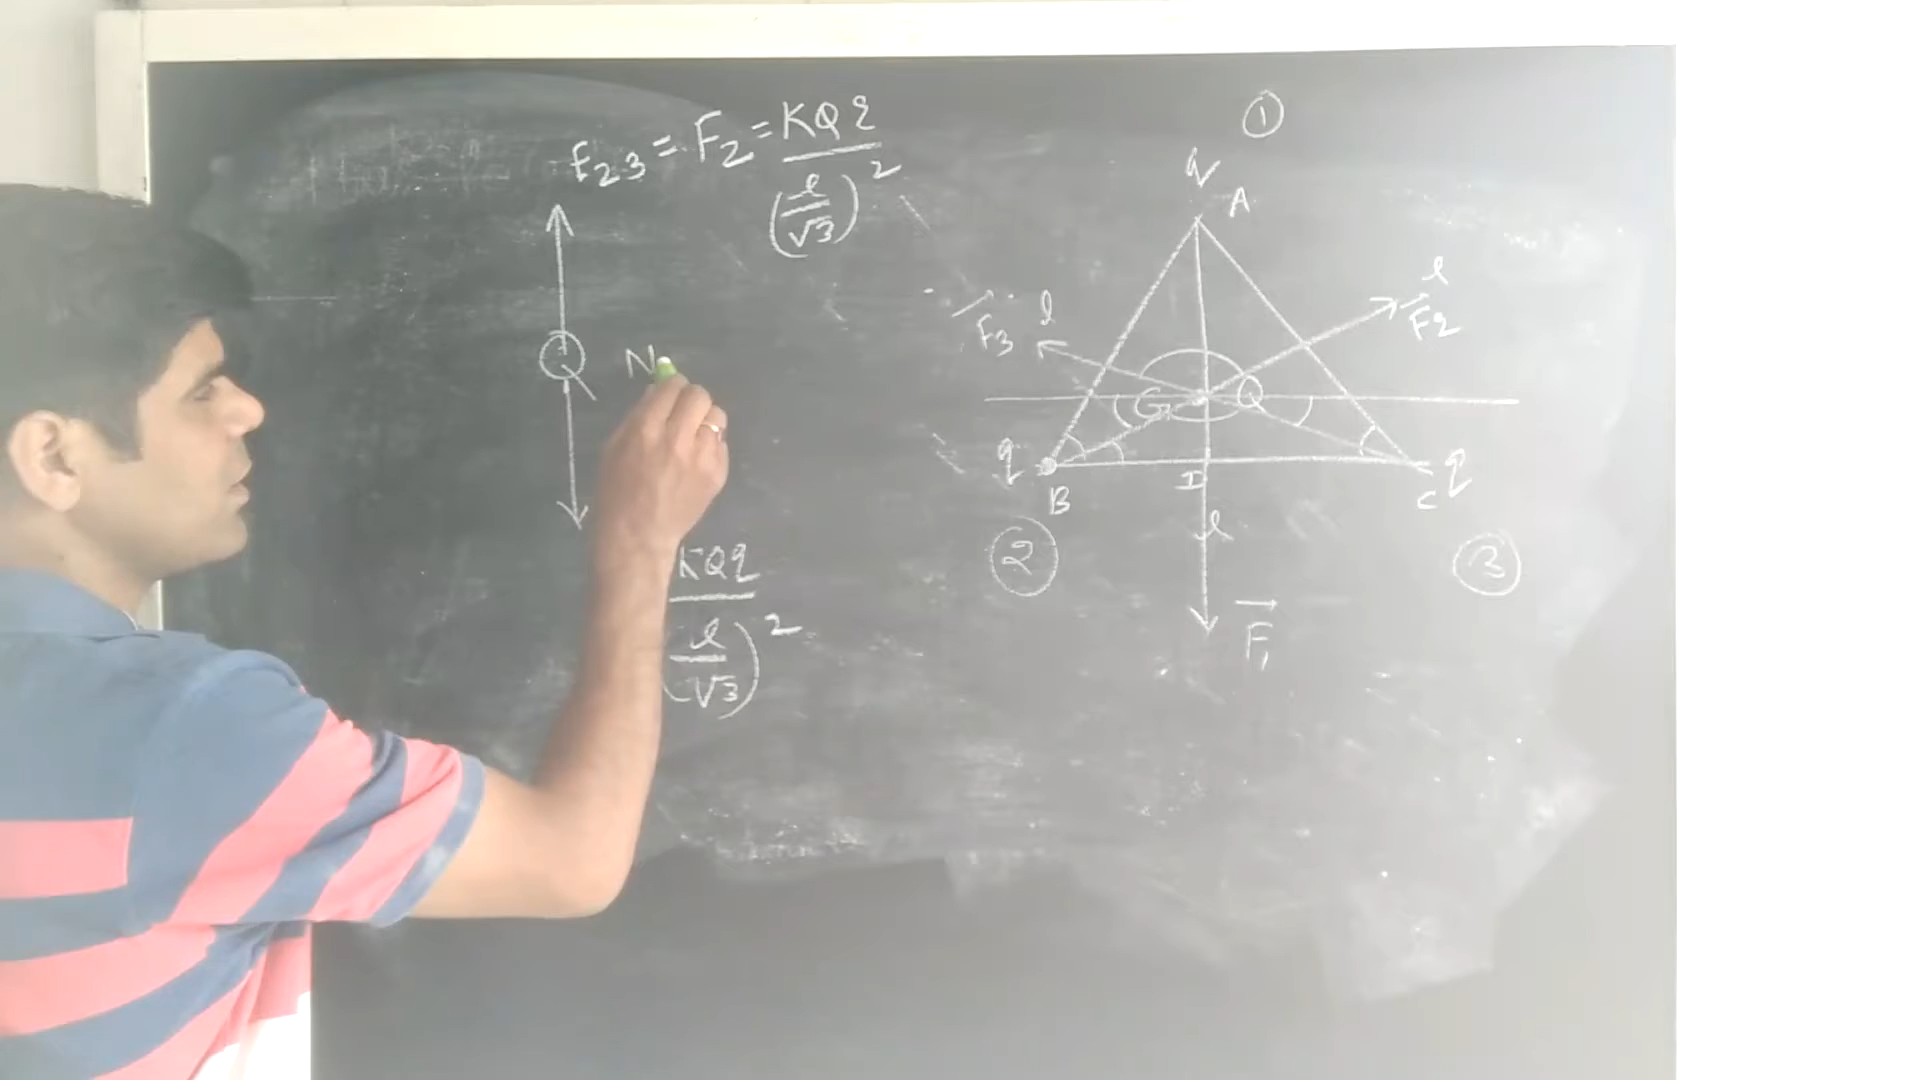 F₂₃ = F₂ = KQq / (l/√3)²
Q
N
KQq / (l/√3)²
①
q
A
l
F₃→
l
F₂→
G
Q
q
B
D
C
q
②
l
③
F₁→